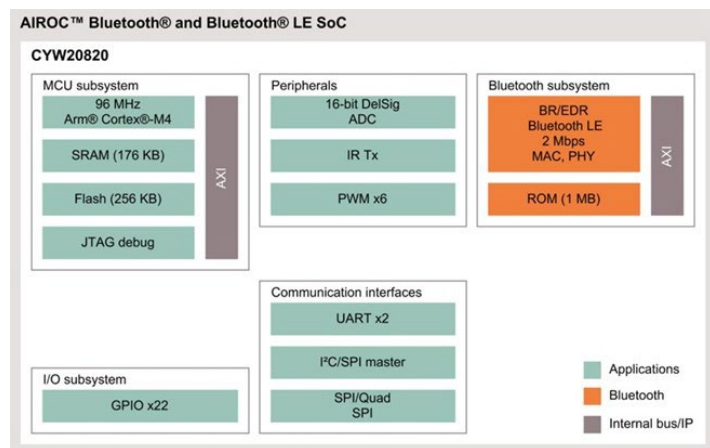 AIROC™ Bluetooth® and Bluetooth® LE SoC
CYW20820
MCU subsystem
96 MHz
Arm® Cortex®-M4
SRAM (176 KB)
Flash (256 KB)
JTAG debug
AXI
Peripherals
16-bit DelSig
ADC
IR Tx
PWM x6
Bluetooth subsystem
BR/EDR
Bluetooth LE
2 Mbps
MAC, PHY
ROM (1 MB)
AXI
Communication interfaces
UART x2
I²C/SPI master
SPI/Quad
SPI
I/O subsystem
GPIO x22
Applications
Bluetooth
Internal bus/IP